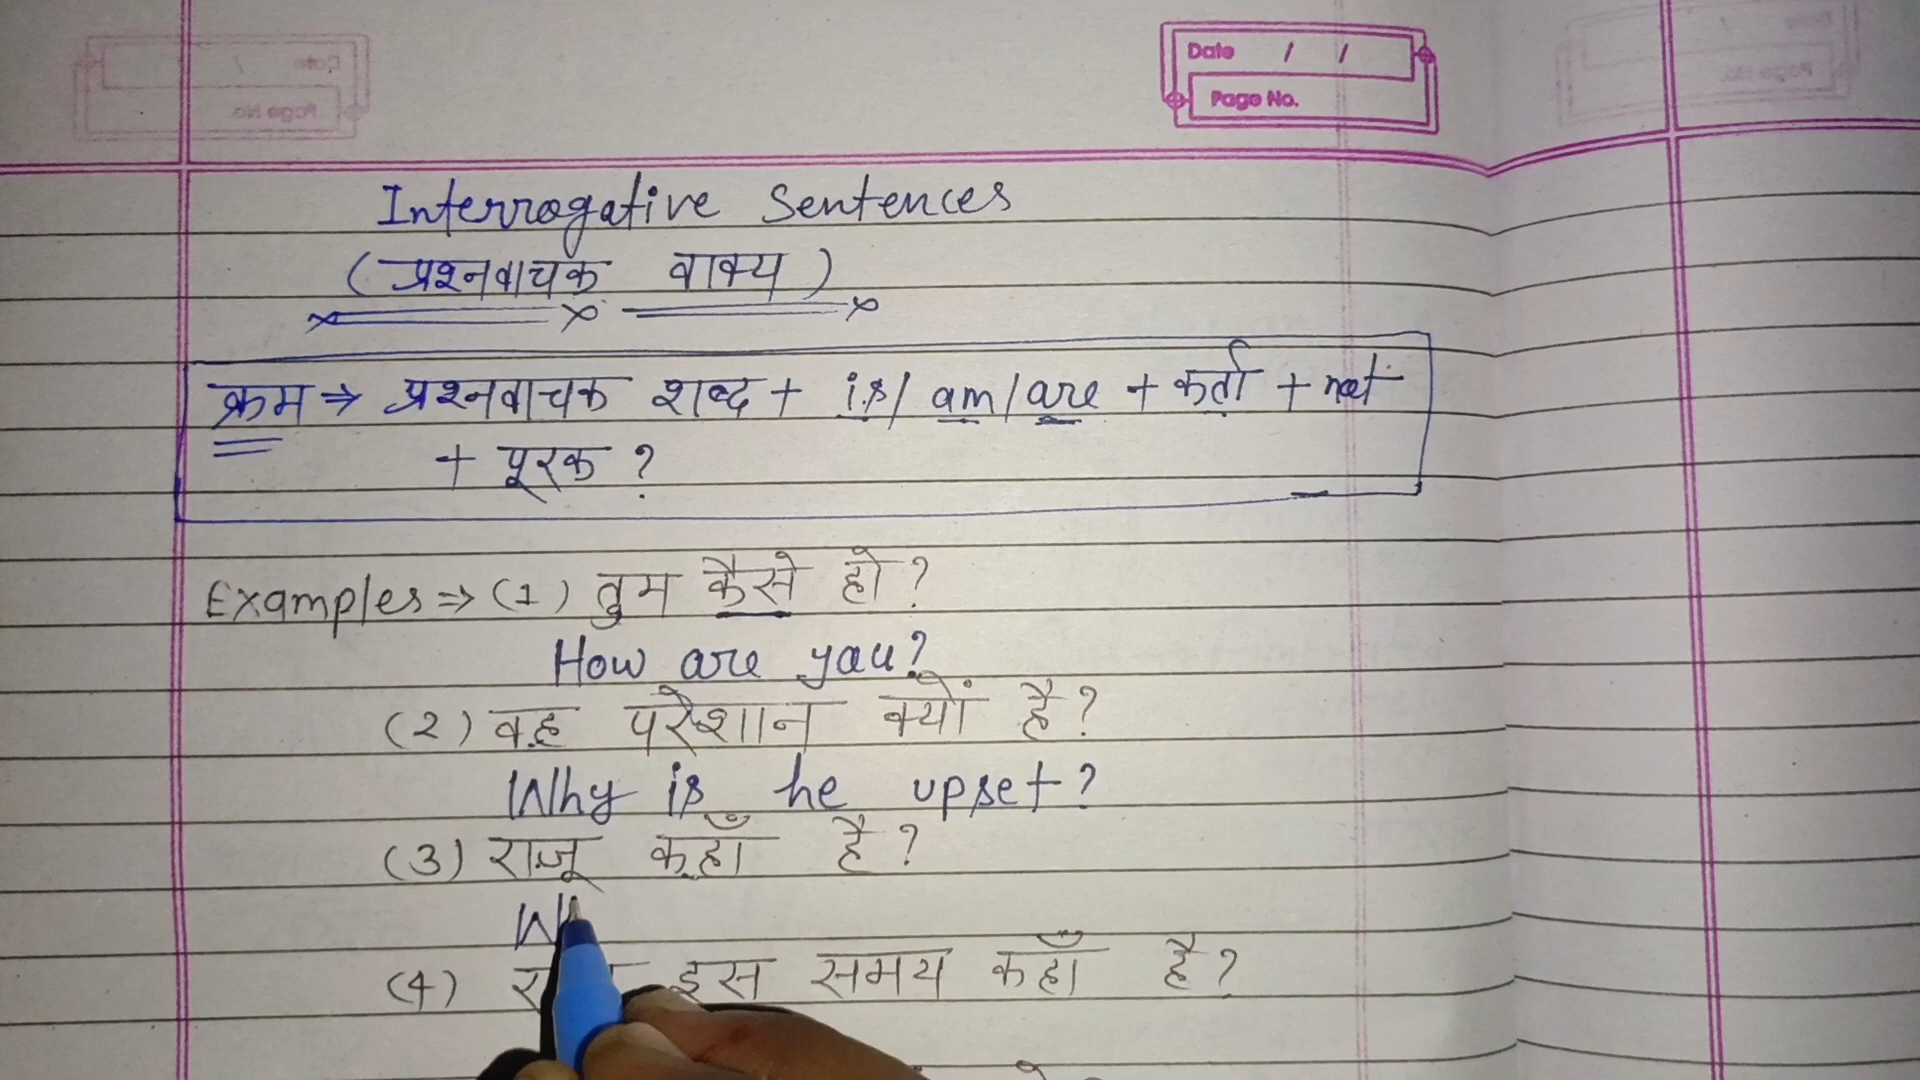 Date / /
Page No.
Interrogative Sentences
(प्रश्नवाचक वाक्य)
क्रम ⇒ प्रश्नवाचक शब्द + is/am/are + कर्ता + not
+ पूरक ?
Examples ⇒ (1) तुम कैसे हो ?
How are you?
(2) वह परेशान क्यों है ?
Why is he upset ?
(3) राजू कहाँ है ?
Wh
(4) इस समय कहाँ है ?